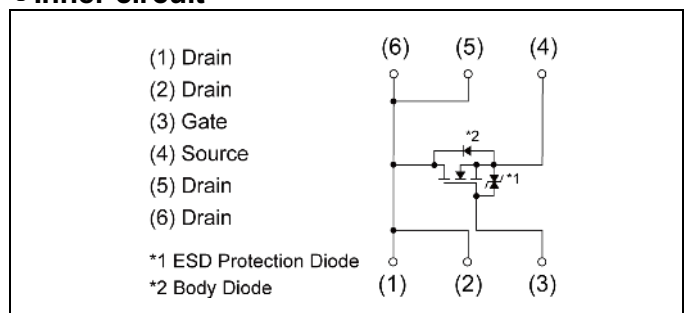 Inner circuit
(1) Drain
(2) Drain
(3) Gate
(4) Source
(5) Drain
(6) Drain
*1 ESD Protection Diode
*2 Body Diode
(6) (5) (4)
*2
*1
(1) (2) (3)